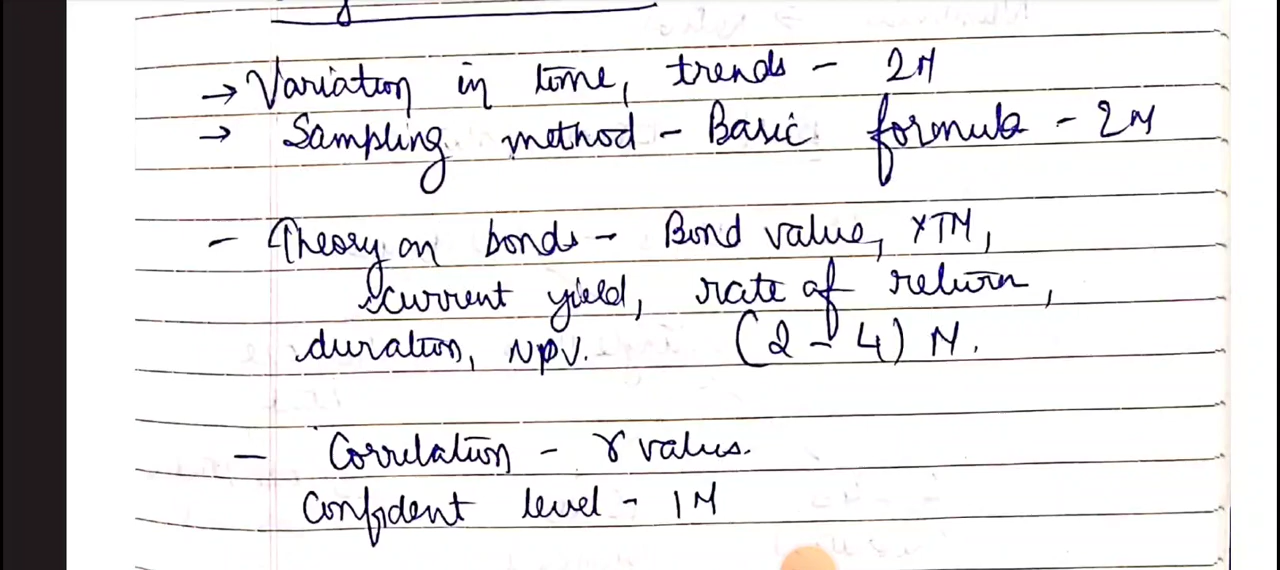 → Variation in time, trends - 2M
→ Sampling method - Basic formula - 2M
- Theory on bonds - Bond value, YTM,
current yield, rate of return,
duration, NPV. (2-4) M.
- Correlation - r value.
Confident level - 1M